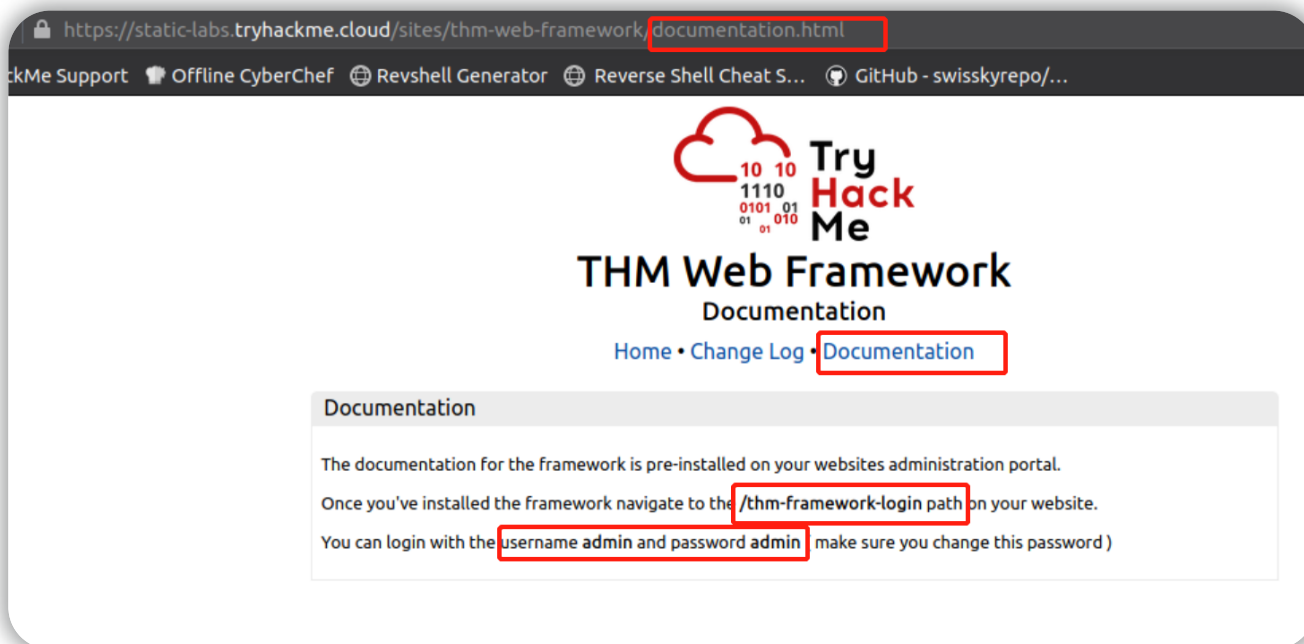 https://static-labs.tryhackme.cloud/sites/thm-web-framework/documentation.html
ckMe Support Offline CyberChef Revshell Generator Reverse Shell Cheat S... GitHub - swisskyrepo/...
10 10
1110
0101 01
01 010
01
Try
Hack
Me
THM Web Framework
Documentation
Home • Change Log • Documentation
Documentation
The documentation for the framework is pre-installed on your websites administration portal.
Once you've installed the framework navigate to the /thm-framework-login path on your website.
You can login with the username admin and password admin make sure you change this password )